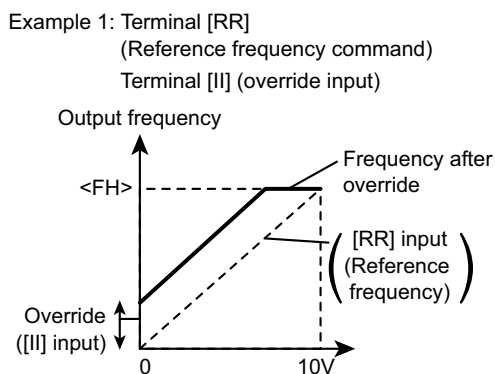 Example 1: Terminal [RR]
(Reference frequency command)
Terminal [II] (override input)
Output frequency
<FH>
Frequency after
override
[RR] input
(Reference
frequency)
Override
([II] input)
0
10V